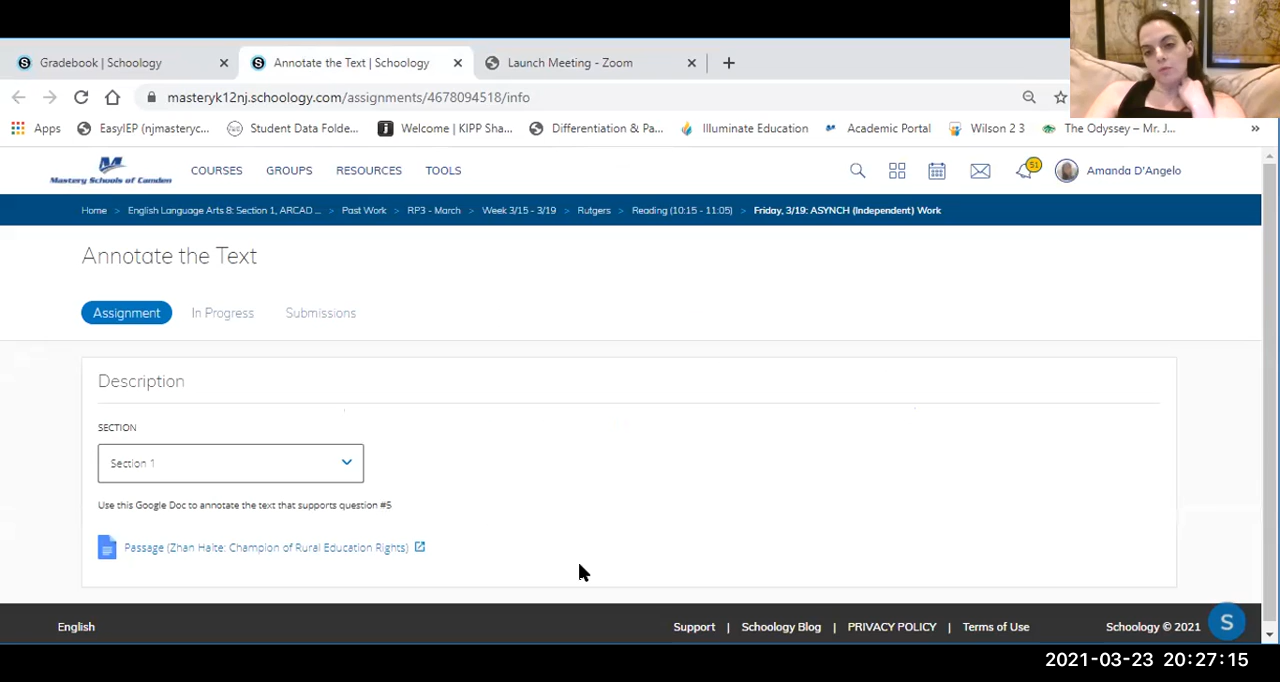 Gradebook | Schoology
Annotate the Text | Schoology
Launch Meeting - Zoom
masteryk12nj.schoology.com/assignments/4678094518/info
Apps
EasyIEP (njmasteryc...
Student Data Folde...
Welcome | KIPP Sha...
Differentiation & Pa...
Illuminate Education
Academic Portal
Wilson 2 3
The Odyssey – Mr. J...
»
Mastery Schools of Camden
COURSES
GROUPS
RESOURCES
TOOLS
51
Amanda D'Angelo
Home > English Language Arts 8: Section 1, ARCAD ... > Past Work > RP3 - March > Week 3/15 - 3/19 > Rutgers > Reading (10:15 - 11:05) > Friday, 3/19: ASYNCH (Independent) Work
Annotate the Text
Assignment
In Progress
Submissions
Description
SECTION
Section 1
Use this Google Doc to annotate the text that supports question #5
Passage (Zhan Haite: Champion of Rural Education Rights)
English
Support | Schoology Blog | PRIVACY POLICY | Terms of Use
Schoology © 2021
S
2021-03-23 20:27:15